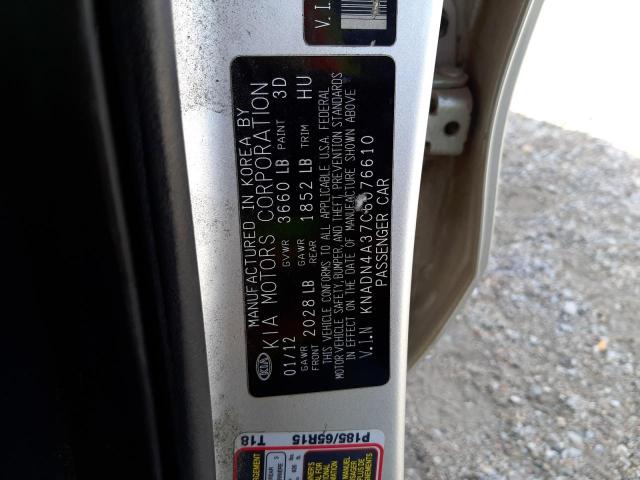 V.I.N
MANUFACTURED IN KOREA BY
KIA MOTORS CORPORATION
KIA
01/12 GVWR 3660 LB PAINT 3D
GAWR FRONT 2028 LB GAWR REAR 1852 LB TRIM HU
THIS VEHICLE CONFORMS TO ALL APPLICABLE U.S.A. FEDERAL
MOTOR VEHICLE SAFETY, BUMPER, AND THEFT PREVENTION STANDARDS
IN EFFECT ON THE DATE OF MANUFACTURE SHOWN ABOVE
V.I.N KNADN4A37C6076610
PASSENGER CAR
T18
P185/65R15